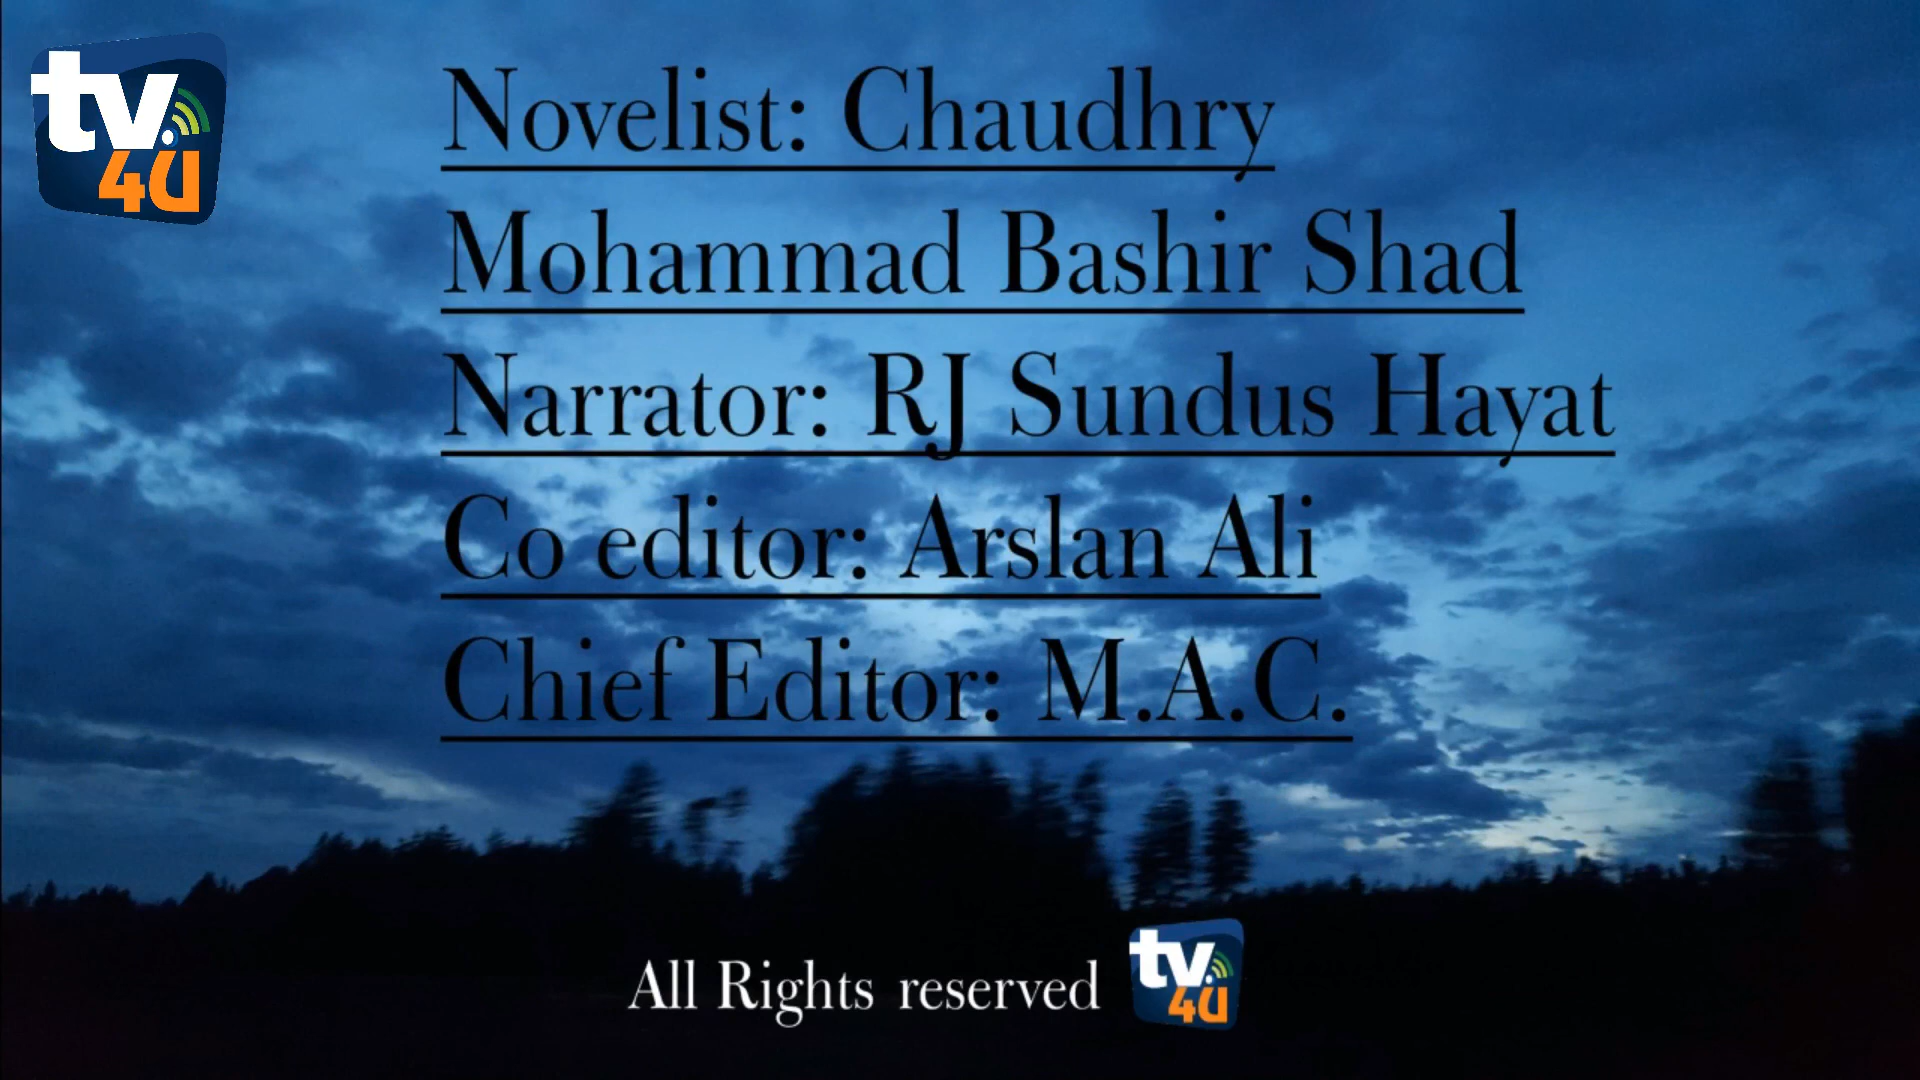 tv
4U
Novelist: Chaudhry
Mohammad Bashir Shad
Narrator: RJ Sundus Hayat
Co editor: Arslan Ali
Chief Editor: M.A.C.
All Rights reserved tv
4U